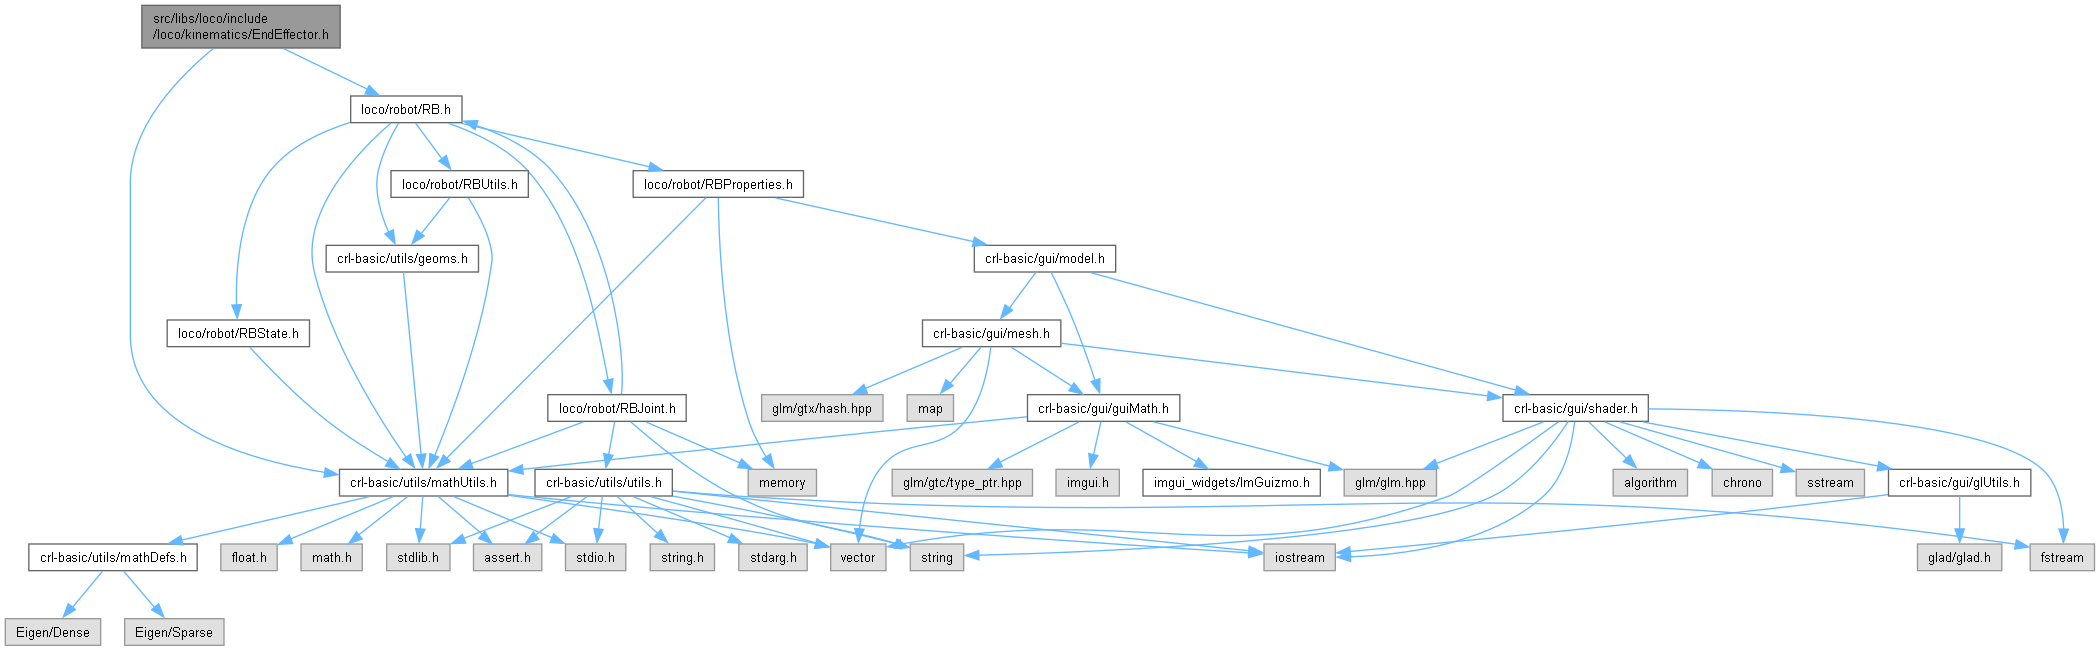 src/libs/loco/include
/loco/kinematics/EndEffector.h
loco/robot/RB.h
loco/robot/RBUtils.h
loco/robot/RBProperties.h
crl-basic/utils/geoms.h
crl-basic/gui/model.h
loco/robot/RBState.h
crl-basic/gui/mesh.h
loco/robot/RBJoint.h
glm/gtx/hash.hpp
map
crl-basic/gui/guiMath.h
crl-basic/gui/shader.h
crl-basic/utils/mathUtils.h
crl-basic/utils/utils.h
memory
glm/gtc/type_ptr.hpp
imgui.h
imgui_widgets/ImGuizmo.h
glm/glm.hpp
algorithm
chrono
sstream
crl-basic/gui/glUtils.h
crl-basic/utils/mathDefs.h
float.h
math.h
stdlib.h
assert.h
stdio.h
string.h
stdarg.h
vector
string
iostream
glad/glad.h
fstream
Eigen/Dense
Eigen/Sparse